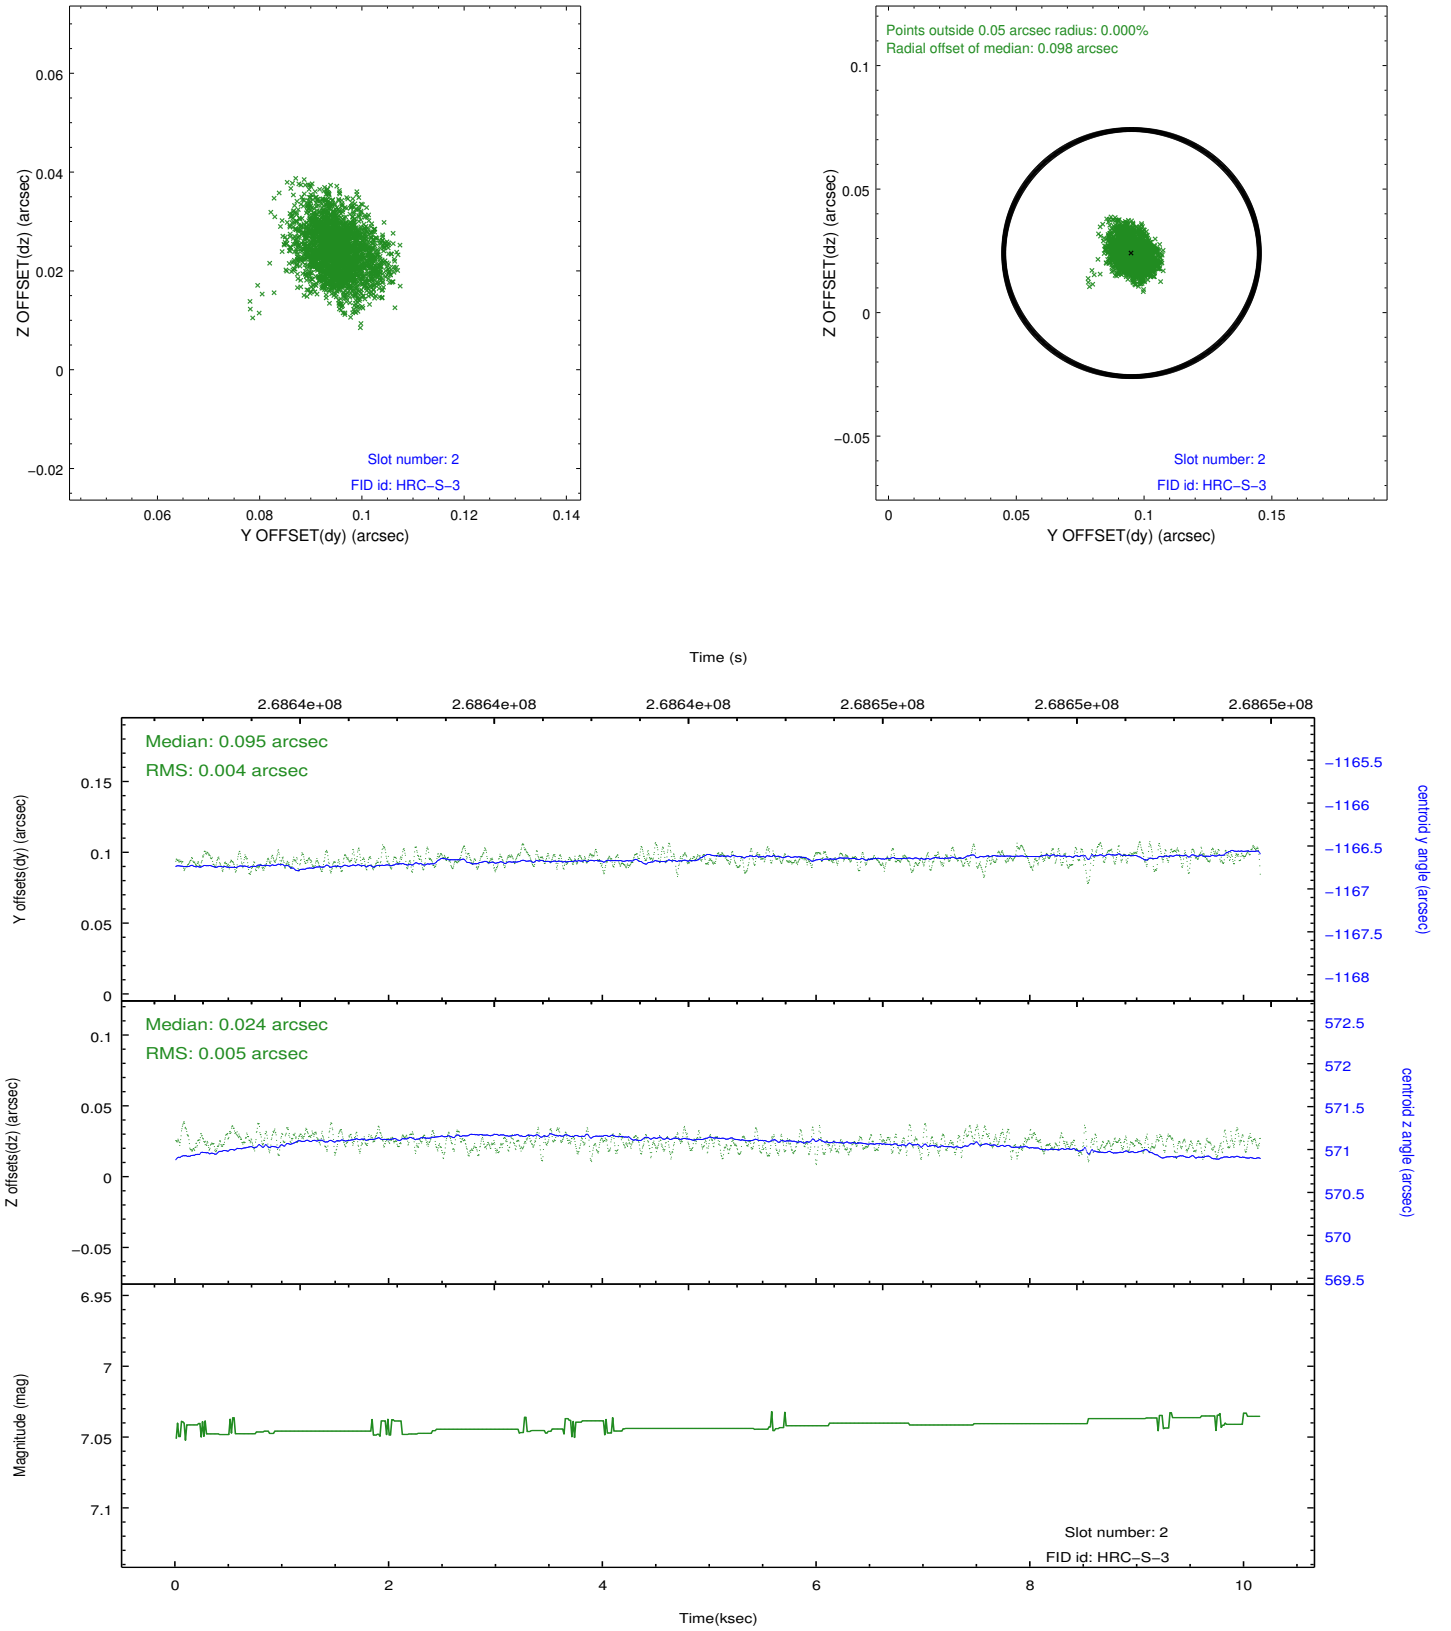 0.06
0.04
0.02
0
−0.02
Z OFFSET(dz) (arcsec)
Slot number: 2
FID id: HRC−S−3
0.06
0.08
0.1
0.12
0.14
Y OFFSET(dy) (arcsec)
Points outside 0.05 arcsec radius: 0.000%
Radial offset of median: 0.098 arcsec
0.1
0.05
0
−0.05
Z OFFSET(dz) (arcsec)
Slot number: 2
FID id: HRC−S−3
0
0.05
0.1
0.15
Y OFFSET(dy) (arcsec)
Time (s)
2.6864e+08
2.6864e+08
2.6864e+08
2.6865e+08
2.6865e+08
2.6865e+08
Median: 0.095 arcsec
RMS: 0.004 arcsec
0.15
0.1
0.05
0
Y offsets(dy) (arcsec)
−1165.5
−1166
−1166.5
−1167
−1167.5
−1168
centroid y angle (arcsec)
Median: 0.024 arcsec
RMS: 0.005 arcsec
0.1
0.05
0
−0.05
Z offsets(dz) (arcsec)
572.5
572
571.5
571
570.5
570
569.5
centroid z angle (arcsec)
6.95
7
7.05
7.1
Magnitude (mag)
Slot number: 2
FID id: HRC−S−3
0
2
4
6
8
10
Time(ksec)